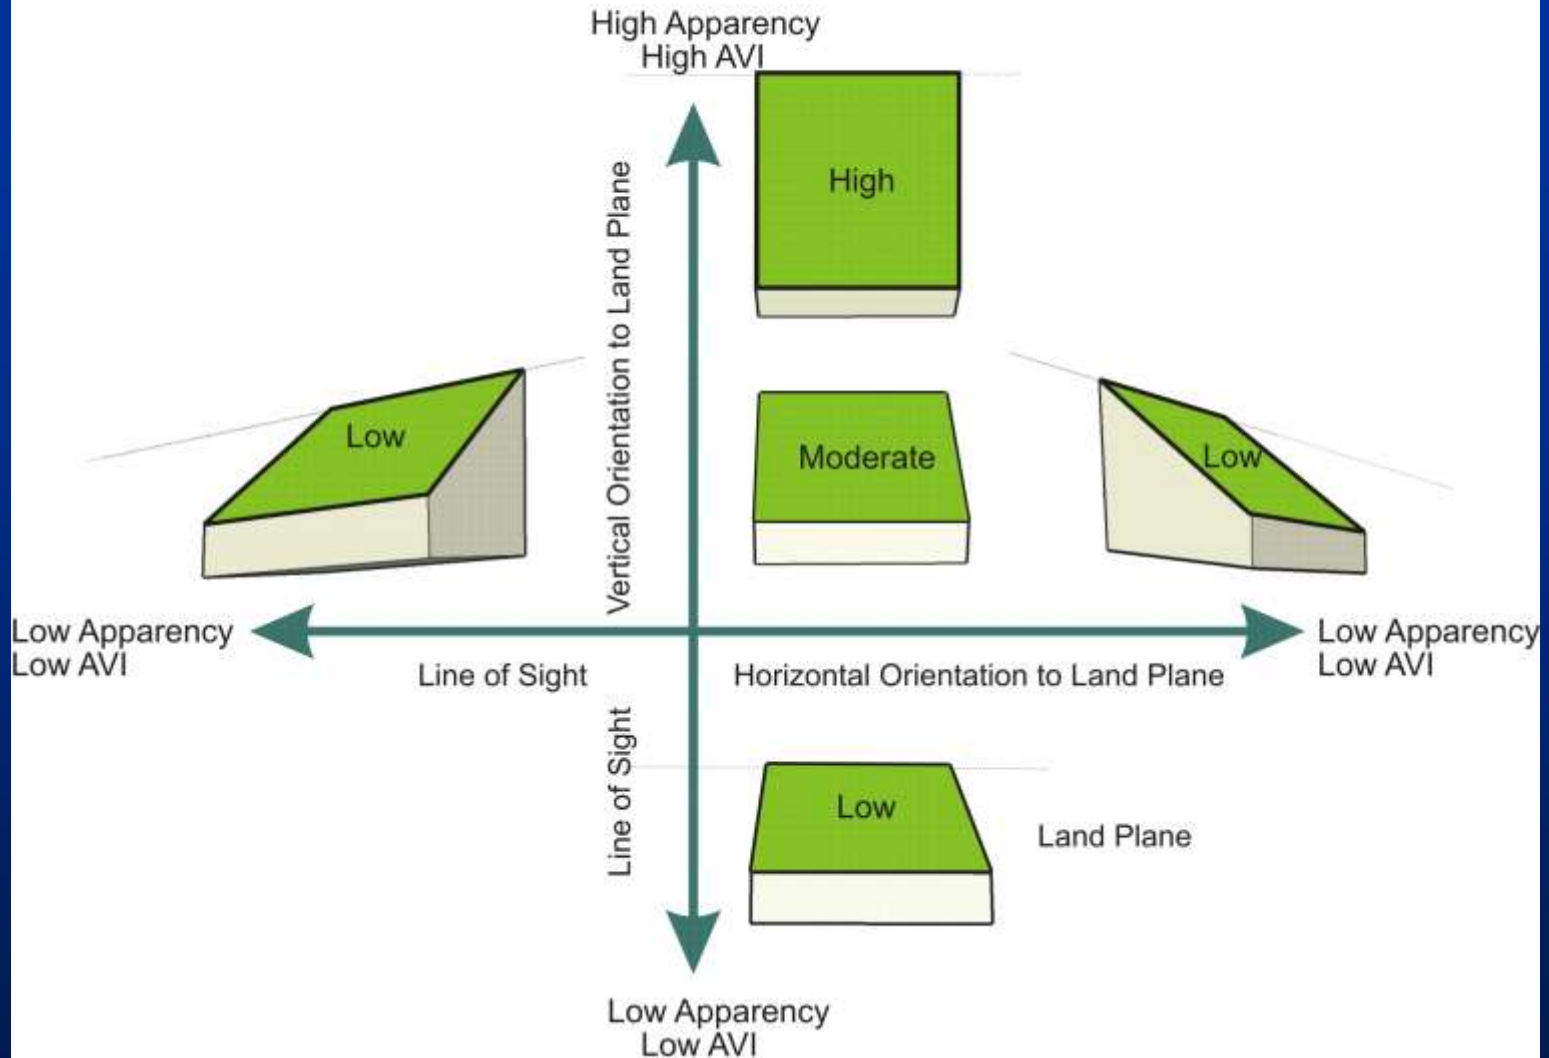 High Apparency
High AVI
High
Vertical Orientation to Land Plane
Low
Moderate
Low
Low Apparency
Low AVI
Low Apparency
Low AVI
Line of Sight
Horizontal Orientation to Land Plane
Line of Sight
Low
Land Plane
Low Apparency
Low AVI